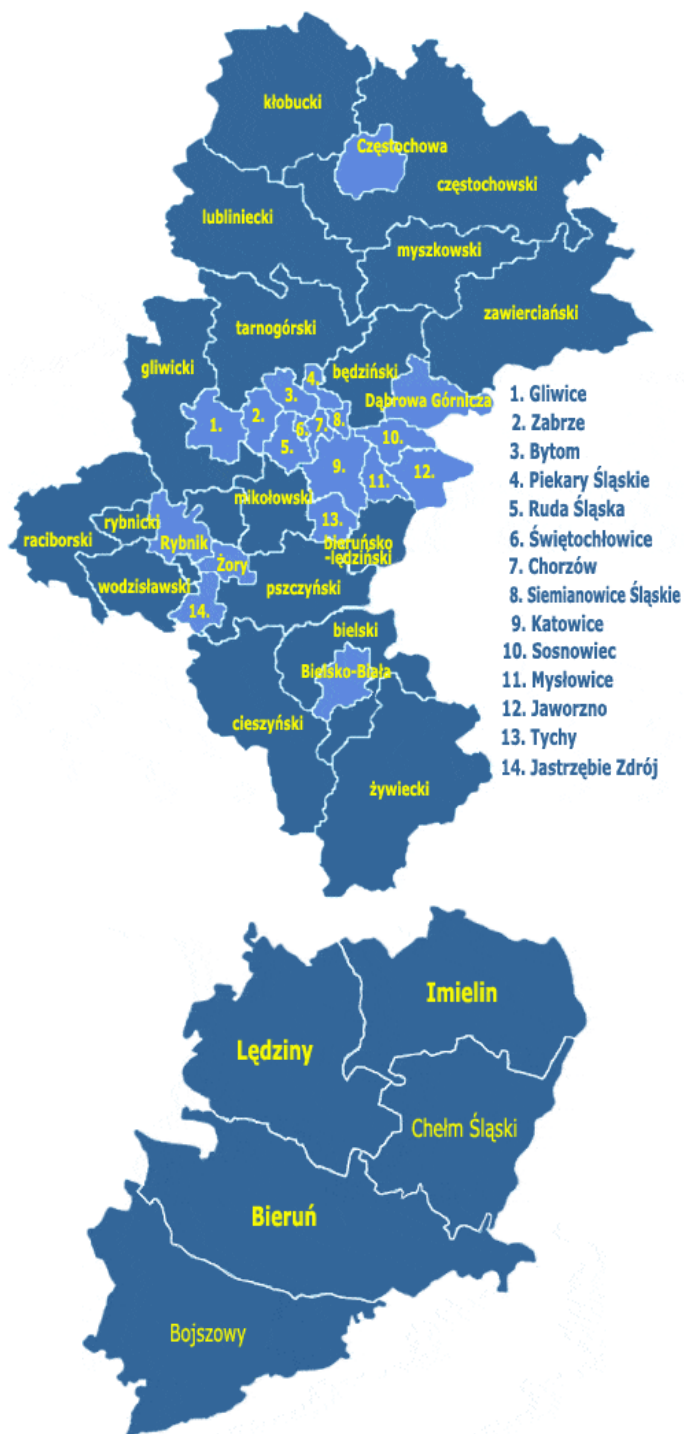 kłobucki
Częstochowa
częstochowski
lubliniecki
myszkowski
zawierciański
tarnogórski
gliwicki
będziński
Dąbrowa Górnicza
4.
3.
2.
1.
8.
7.
6.
5.
10.
9.
11.
12.
mikołowski
13.
rybnicki
raciborski
Rybnik
bieruńsko
-lędziński
Żory
wodzisławski
pszczyński
14.
bielski
Bielsko-Biała
cieszyński
żywiecki
1. Gliwice
2. Zabrze
3. Bytom
4. Piekary Śląskie
5. Ruda Śląska
6. Świętochłowice
7. Chorzów
8. Siemianowice Śląskie
9. Katowice
10. Sosnowiec
11. Mysłowice
12. Jaworzno
13. Tychy
14. Jastrzębie Zdrój
Imielin
Lędziny
Chełm Śląski
Bieruń
Bojszowy